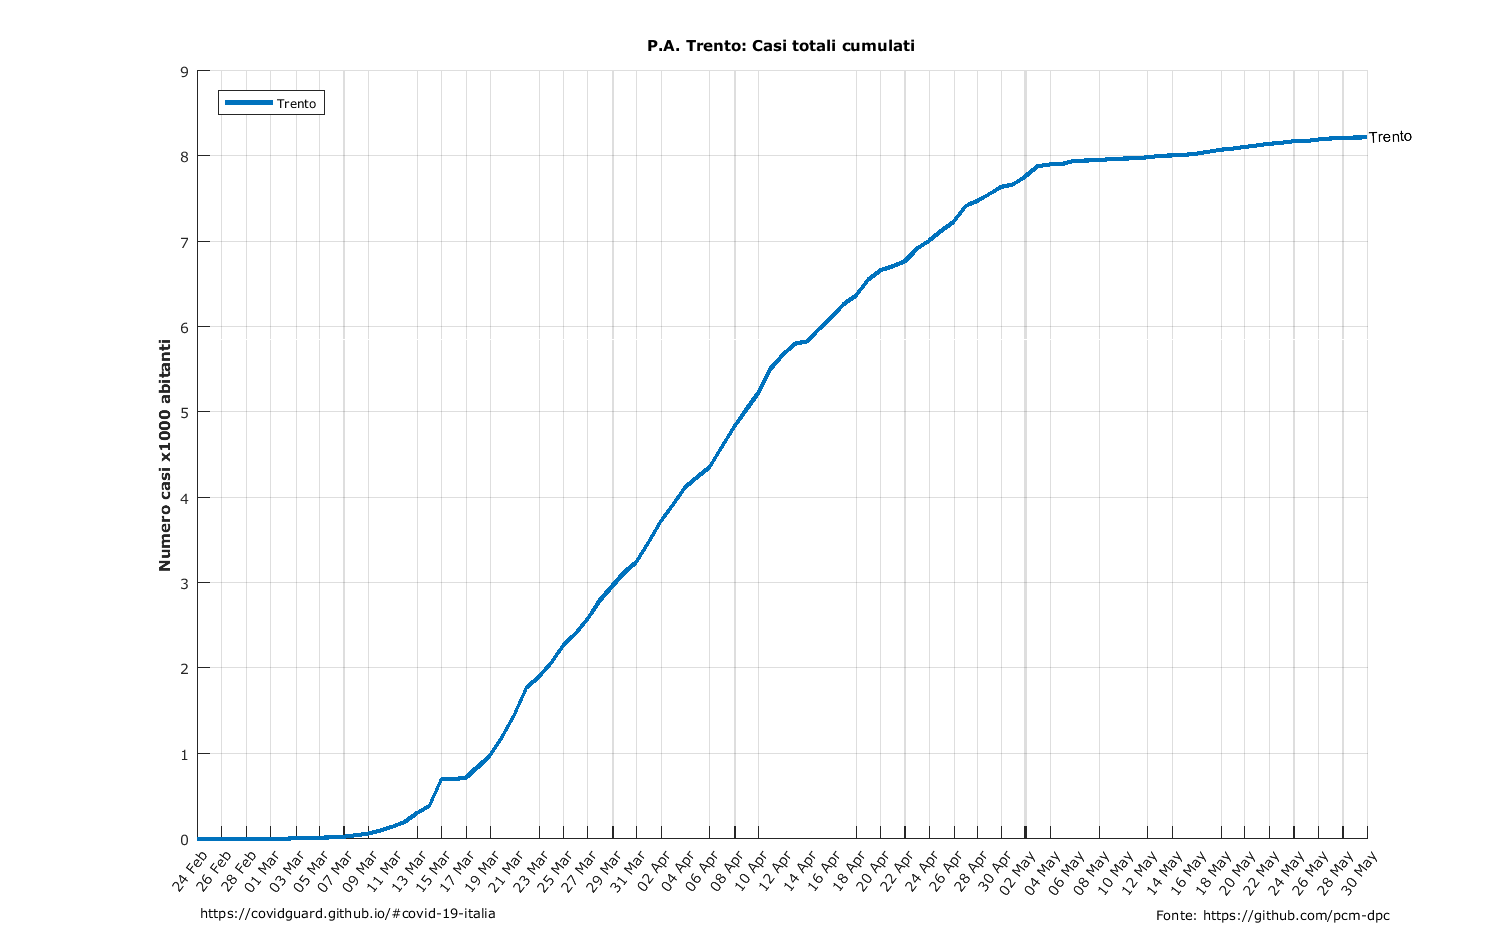 P.A. Trento: Casi totali cumulati
Numero casi x1000 abitanti
9
8
7
6
5
4
3
2
1
0
Trento
Trento
24 Feb
26 Feb
28 Feb
01 Mar
03 Mar
05 Mar
07 Mar
09 Mar
11 Mar
13 Mar
15 Mar
17 Mar
19 Mar
21 Mar
23 Mar
25 Mar
27 Mar
29 Mar
31 Mar
02 Apr
04 Apr
06 Apr
08 Apr
10 Apr
12 Apr
14 Apr
16 Apr
18 Apr
20 Apr
22 Apr
24 Apr
26 Apr
28 Apr
30 Apr
02 May
04 May
06 May
08 May
10 May
12 May
14 May
16 May
18 May
20 May
22 May
24 May
26 May
28 May
30 May
https://covidguard.github.io/#covid-19-italia
Fonte: https://github.com/pcm-dpc